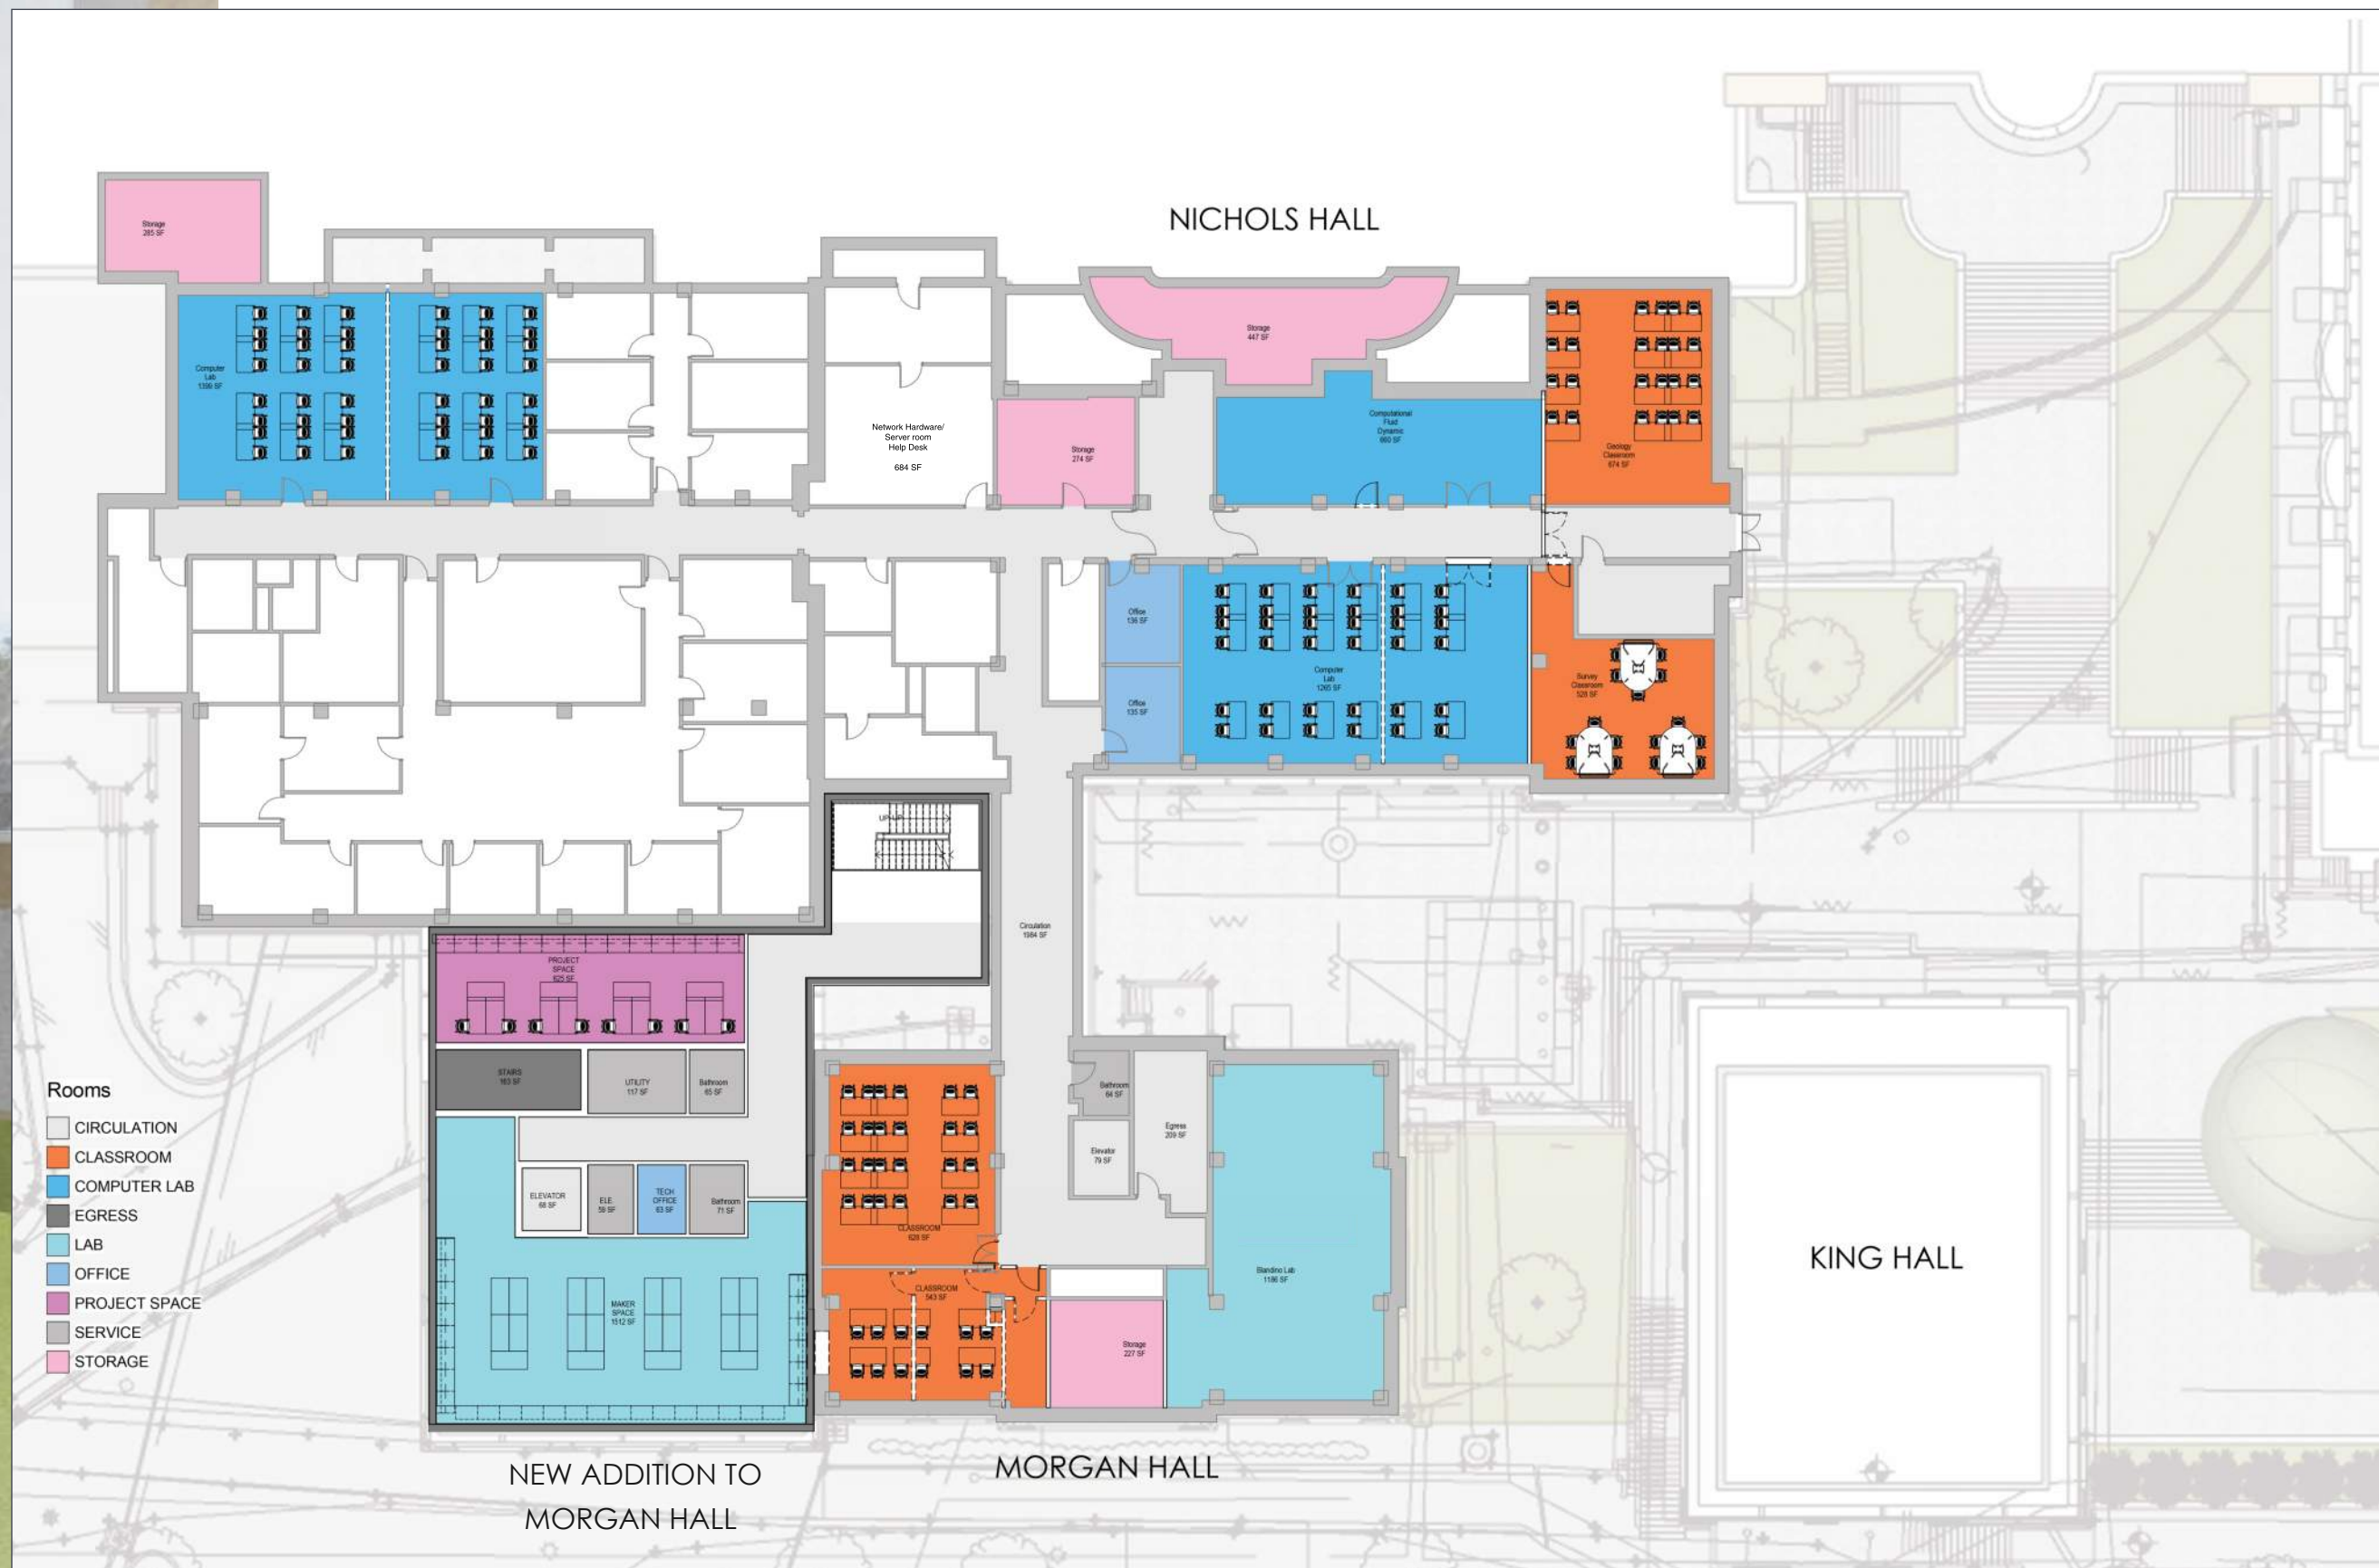 NICHOLS HALL
Storage
285 SF
Storage
447 SF
Computer
Lab
1399 SF
Network Hardware/
Server room
Help Desk
684 SF
Storage
274 SF
Computational
Fluid
Dynamic
660 SF
Geology
Classroom
674 SF
Office
136 SF
Office
135 SF
Computer
Lab
1265 SF
Survey
Classroom
528 SF
UP
UP
Circulation
1984 SF
PROJECT
SPACE
625 SF
STAIRS
163 SF
UTILITY
117 SF
Bathroom
65 SF
ELEVATOR
68 SF
ELE.
59 SF
TECH
OFFICE
63 SF
Bathroom
71 SF
MAKER
SPACE
1512 SF
Bathroom
64 SF
Elevator
79 SF
Egress
209 SF
CLASSROOM
628 SF
CLASSROOM
543 SF
Storage
227 SF
Blandino Lab
1186 SF
KING HALL
Rooms
CIRCULATION
CLASSROOM
COMPUTER LAB
EGRESS
LAB
OFFICE
PROJECT SPACE
SERVICE
STORAGE
NEW ADDITION TO
MORGAN HALL
MORGAN HALL